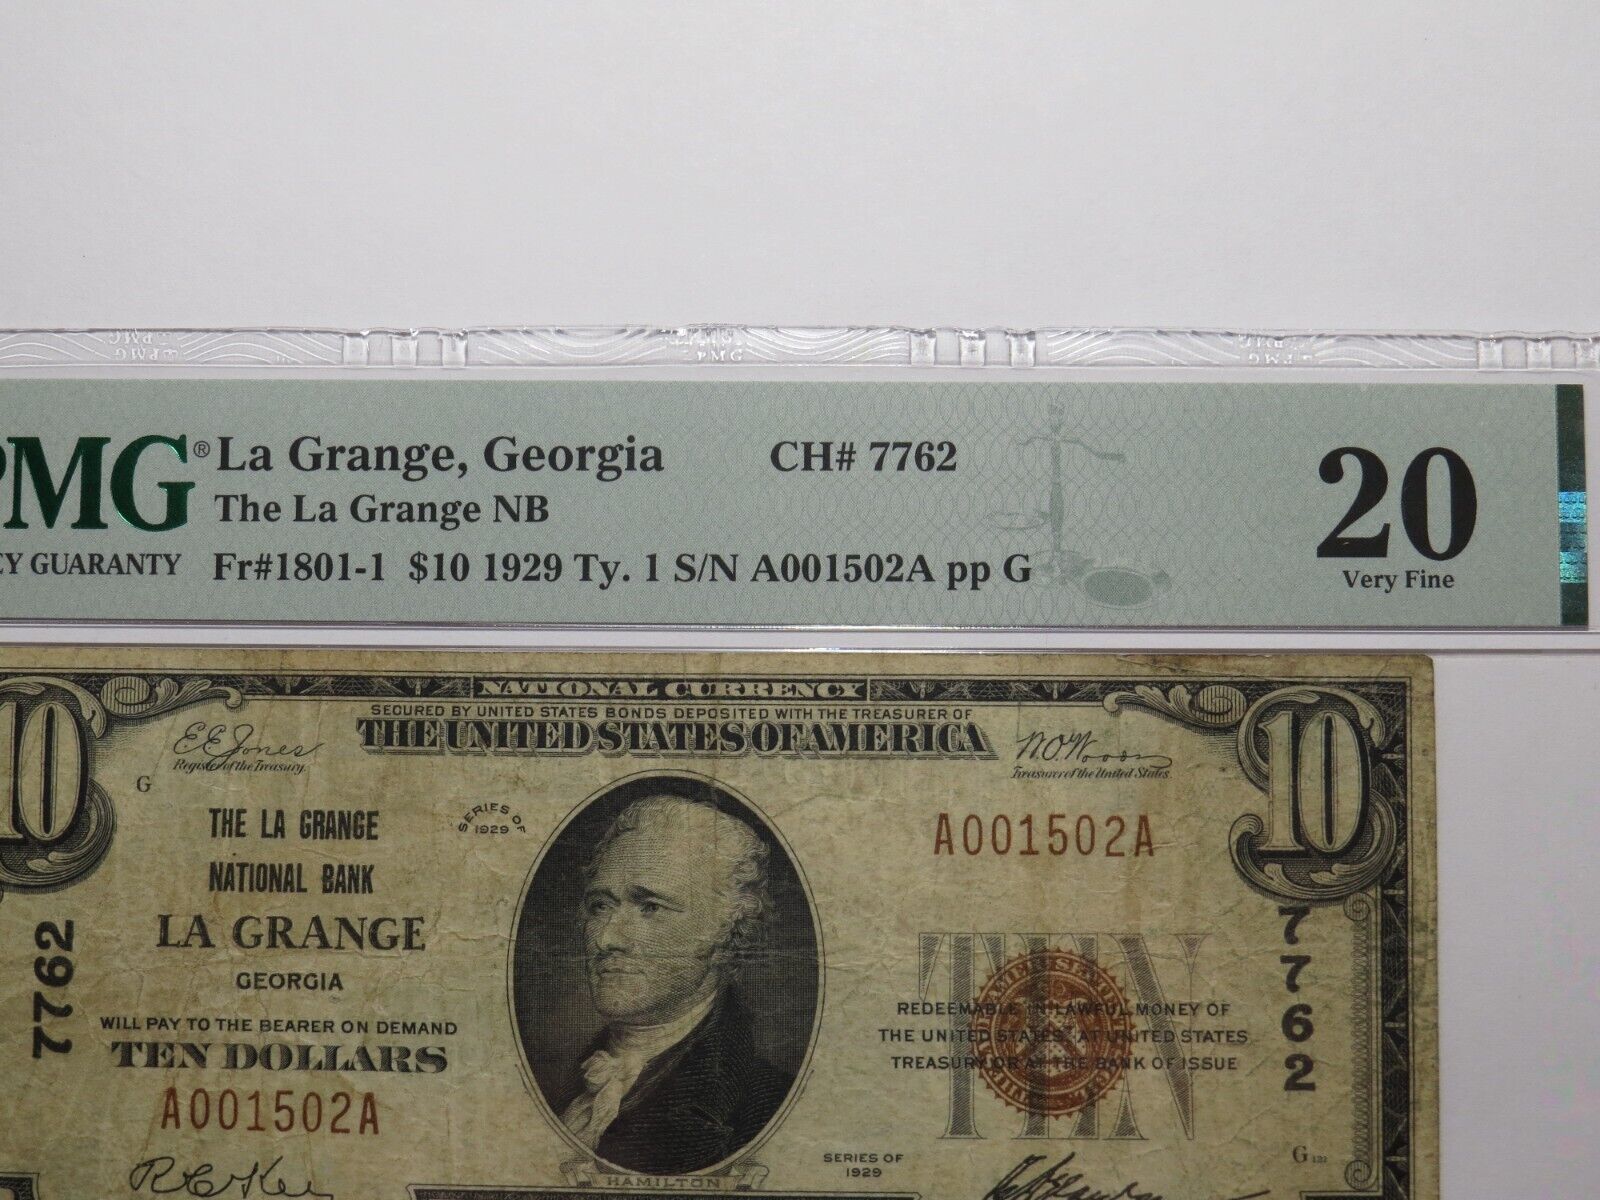 PMG
PMG
PMG
PMG® La Grange, Georgia CH# 7762 20
The La Grange NB
CY GUARANTY Fr#1801-1 $10 1929 Ty. 1 S/N A001502A pp G Very Fine
NATIONAL CURRENCY
SECURED BY UNITED STATES BONDS DEPOSITED WITH THE TREASURER OF
THE UNITED STATES OF AMERICA
10
10
E E Jones
Register of the Treasury.
W.O. Woods
Treasurer of the United States
G
SERIES OF
1929
THE LA GRANGE
NATIONAL BANK
LA GRANGE
GEORGIA
WILL PAY TO THE BEARER ON DEMAND
TEN DOLLARS
A001502A
7762
A001502A
7762
TEN
REDEEMABLE IN LAWFUL MONEY OF
THE UNITED STATES AT UNITED STATES
TREASURY OR AT THE BANK OF ISSUE
SERIES OF
1929
G
HAMILTON